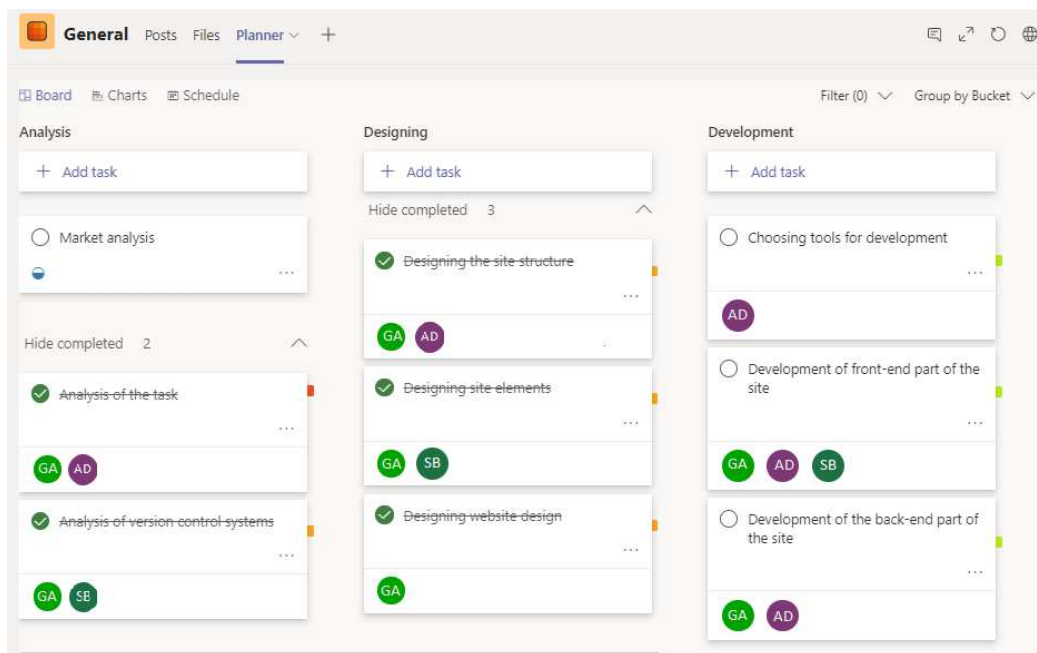 General Posts Files Planner
Board Charts Schedule Filter (0) Group by Bucket
Analysis
+ Add task
Market analysis
Hide completed 2
Analysis of the task
GA AD
Analysis of version control systems
GA SB
Designing
+ Add task
Hide completed 3
Designing the site structure
GA AD
Designing site elements
GA SB
Designing website design
GA
Development
+ Add task
Choosing tools for development
AD
Development of front-end part of the
site
GA AD SB
Development of the back-end part of
the site
GA AD